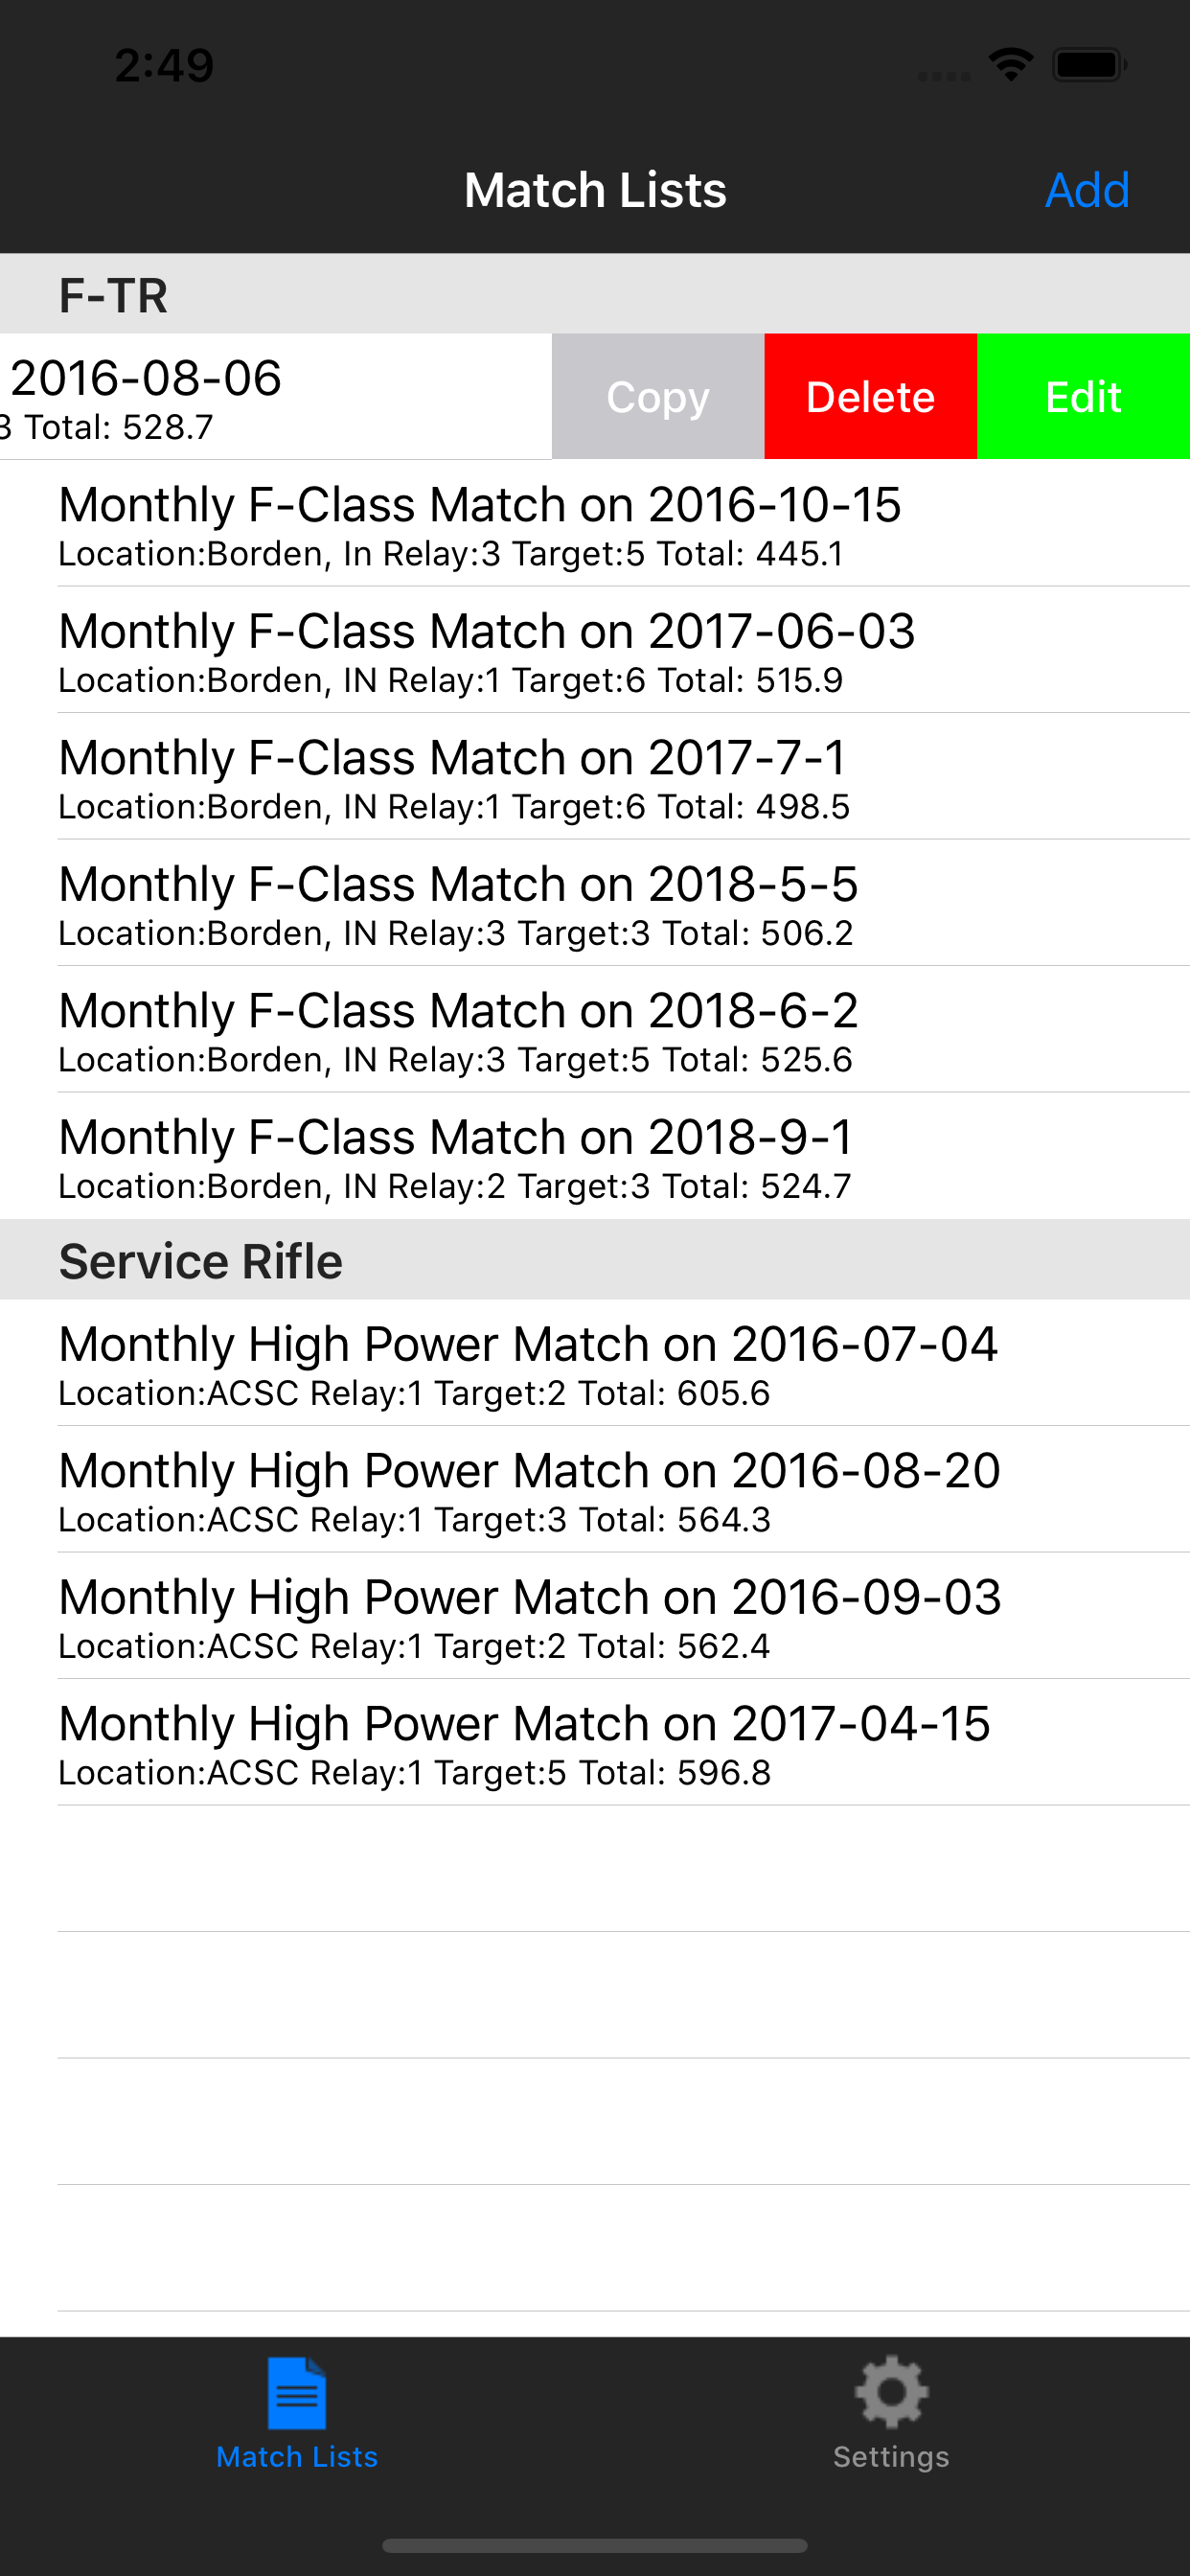 2:49
Match Lists
Add
F-TR
2016-08-06
3 Total: 528.7
Copy
Delete
Edit
Monthly F-Class Match on 2016-10-15
Location:Borden, In Relay:3 Target:5 Total: 445.1
Monthly F-Class Match on 2017-06-03
Location:Borden, IN Relay:1 Target:6 Total: 515.9
Monthly F-Class Match on 2017-7-1
Location:Borden, IN Relay:1 Target:6 Total: 498.5
Monthly F-Class Match on 2018-5-5
Location:Borden, IN Relay:3 Target:3 Total: 506.2
Monthly F-Class Match on 2018-6-2
Location:Borden, IN Relay:3 Target:5 Total: 525.6
Monthly F-Class Match on 2018-9-1
Location:Borden, IN Relay:2 Target:3 Total: 524.7
Service Rifle
Monthly High Power Match on 2016-07-04
Location:ACSC Relay:1 Target:2 Total: 605.6
Monthly High Power Match on 2016-08-20
Location:ACSC Relay:1 Target:3 Total: 564.3
Monthly High Power Match on 2016-09-03
Location:ACSC Relay:1 Target:2 Total: 562.4
Monthly High Power Match on 2017-04-15
Location:ACSC Relay:1 Target:5 Total: 596.8
Match Lists
Settings